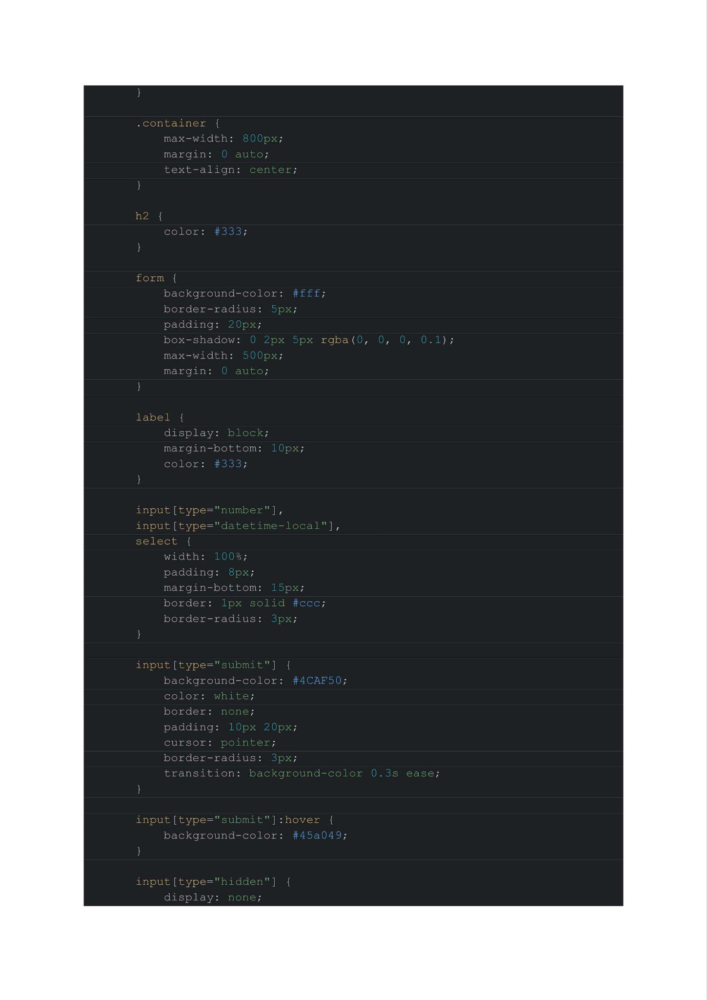 }
.container {
max-width: 800px;
margin: 0 auto;
text-align: center;
}
h2 {
color: #333;
}
form {
background-color: #fff;
border-radius: 5px;
padding: 20px;
box-shadow: 0 2px 5px rgba(0, 0, 0, 0.1);
max-width: 500px;
margin: 0 auto;
}
label {
display: block;
margin-bottom: 10px;
color: #333;
}
input[type="number"],
input[type="datetime-local"],
select {
width: 100%;
padding: 8px;
margin-bottom: 15px;
border: 1px solid #ccc;
border-radius: 3px;
}
input[type="submit"] {
background-color: #4CAF50;
color: white;
border: none;
padding: 10px 20px;
cursor: pointer;
border-radius: 3px;
transition: background-color 0.3s ease;
}
input[type="submit"]:hover {
background-color: #45a049;
}
input[type="hidden"] {
display: none;